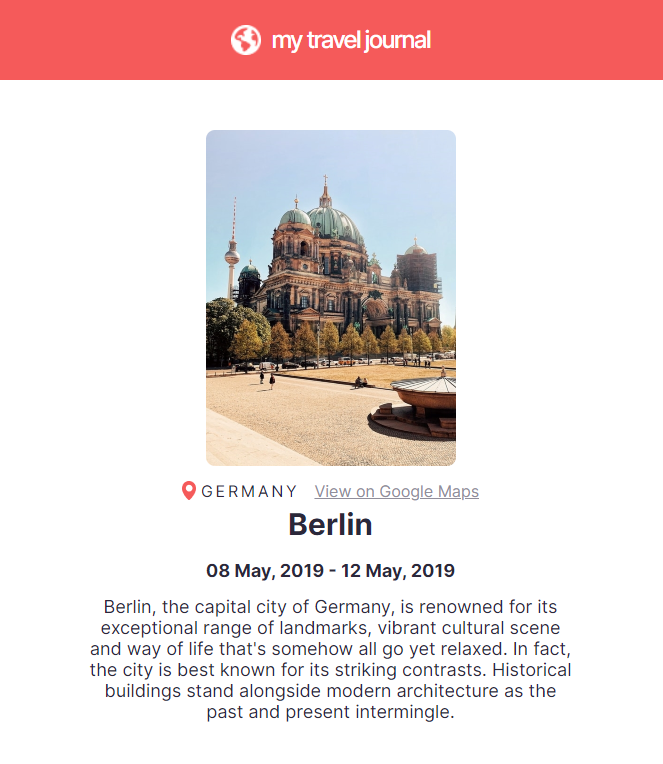 my travel journal
GERMANY View on Google Maps
Berlin
08 May, 2019 - 12 May, 2019
Berlin, the capital city of Germany, is renowned for its
exceptional range of landmarks, vibrant cultural scene
and way of life that's somehow all go yet relaxed. In fact,
the city is best known for its striking contrasts. Historical
buildings stand alongside modern architecture as the
past and present intermingle.